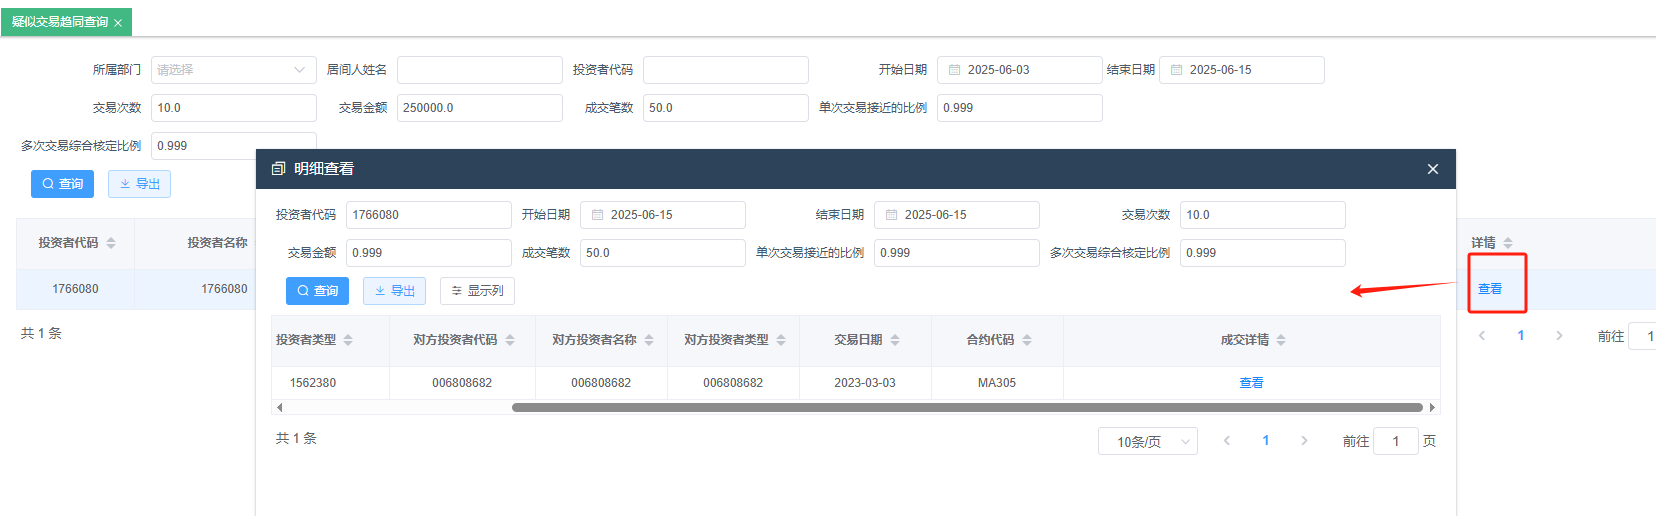 疑似交易趋同查询
所属部门 请选择 居间人姓名 投资者代码 开始日期 2025-06-03 结束日期 2025-06-15
交易次数 10.0 交易金额 250000.0 成交笔数 50.0 单次交易接近的比例 0.999
多次交易综合核定比例 0.999
查询 导出
投资者代码 投资者名称 详情
1766080 1766080 查看
共 1 条 1 前往 1
明细查看
投资者代码 1766080 开始日期 2025-06-15 结束日期 2025-06-15 交易次数 10.0
交易金额 0.999 成交笔数 50.0 单次交易接近的比例 0.999 多次交易综合核定比例 0.999
查询 导出 显示列
投资者类型 对方投资者代码 对方投资者名称 对方投资者类型 交易日期 合约代码 成交详情
1562380 006808682 006808682 006808682 2023-03-03 MA305 查看
共 1 条 10条/页 1 前往 1 页